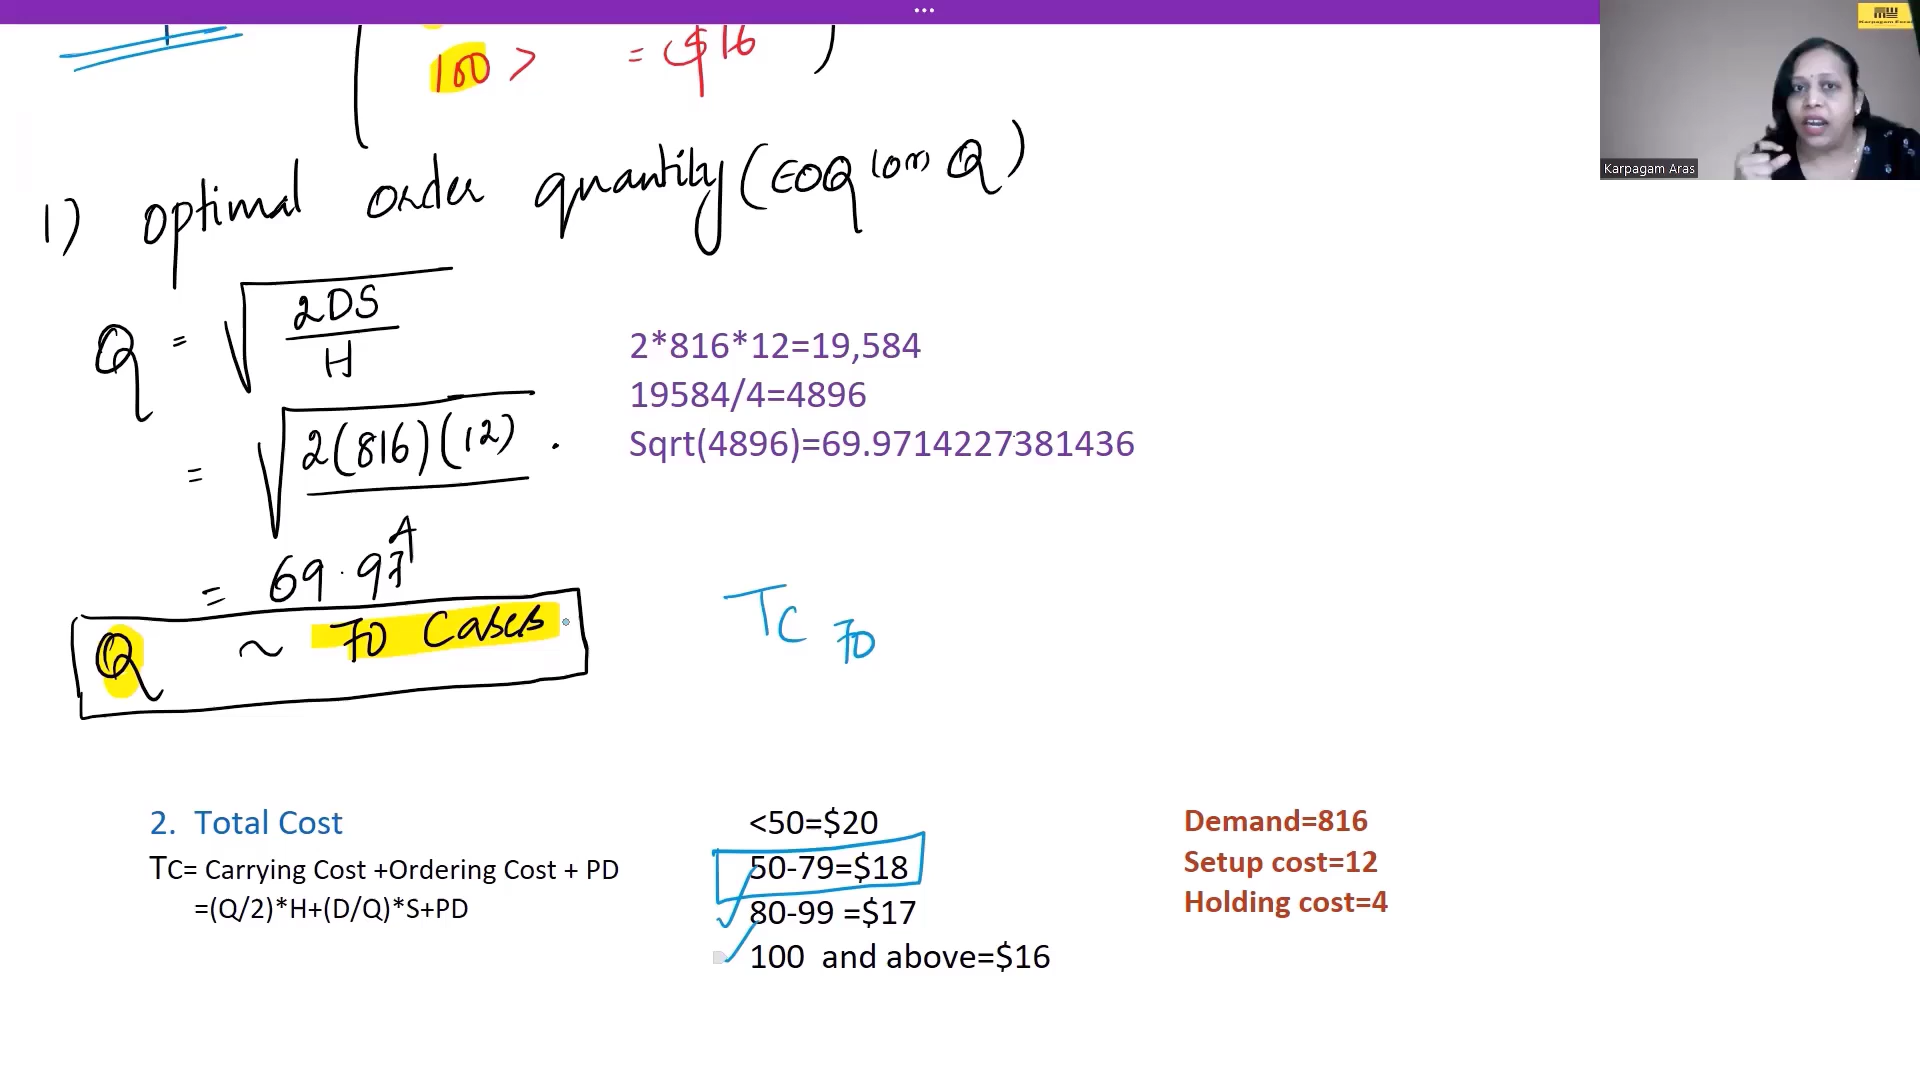 ...
100 > = $16
1) optimal order quantity (EOQ (or) Q)
Q = √2DS/H
= √2(816)(12)/4
= 69.97
Q ~ 70 Cases
2*816*12=19,584
19584/4=4896
Sqrt(4896)=69.9714227381436
TC 70
2. Total Cost
TC= Carrying Cost +Ordering Cost + PD
=(Q/2)*H+(D/Q)*S+PD
<50=$20
50-79=$18
80-99 =$17
100 and above=$16
Demand=816
Setup cost=12
Holding cost=4
Karpagam Aras